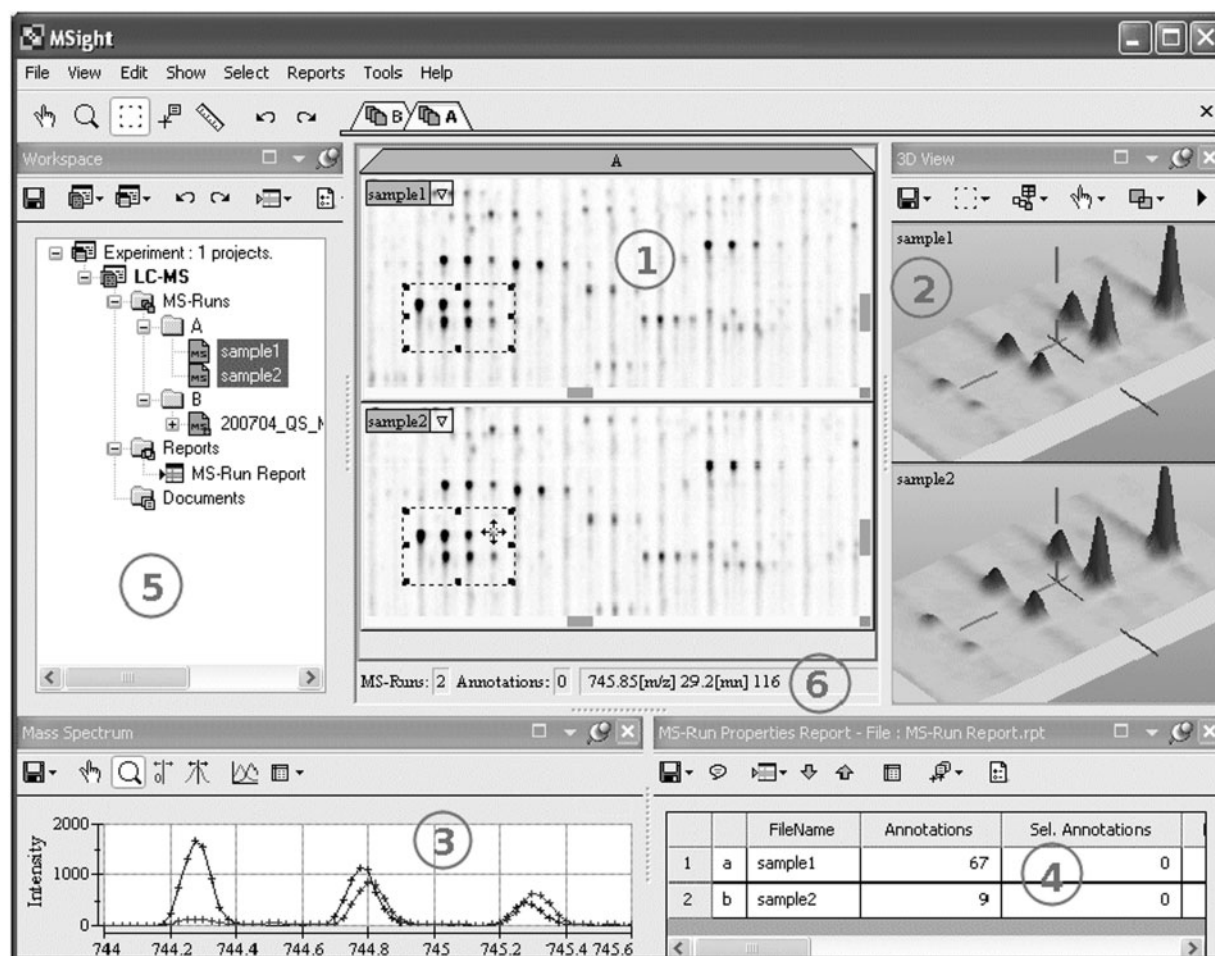 MSight
File View Edit Show Select Reports Tools Help
B A
Workspace
Experiment : 1 projects.
LC-MS
MS-Runs
A
MS sample1
MS sample2
B
MS 200704_QS_
Reports
MS-Run Report
Documents
5
A
sample1
1
sample2
MS-Runs: 2 Annotations: 0 745.85[m/z] 29.2[mn] 116
6
3D View
sample1
2
sample2
Mass Spectrum
3
Intensity
2000
1000
0
744 744.2 744.4 744.6 744.8 745 745.2 745.4 745.6
MS-Run Properties Report - File : MS-Run Report.rpt
FileName Annotations Sel. Annotations
1 a sample1 67 0
2 b sample2 9 0
4